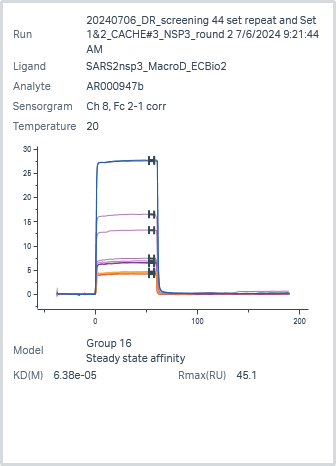 Run 20240706_DR_screening 44 set repeat and Set
1&2_CACHE#3_NSP3_round 2 7/6/2024 9:21:44
AM
Ligand SARS2nsp3_MacroD_ECBio2
Analyte AR000947b
Sensorgram Ch 8, Fc 2-1 corr
Temperature 20
30
25
20
15
10
5
0
0 100 200
Model Group 16
Steady state affinity
KD(M) 6.38e-05 Rmax(RU) 45.1